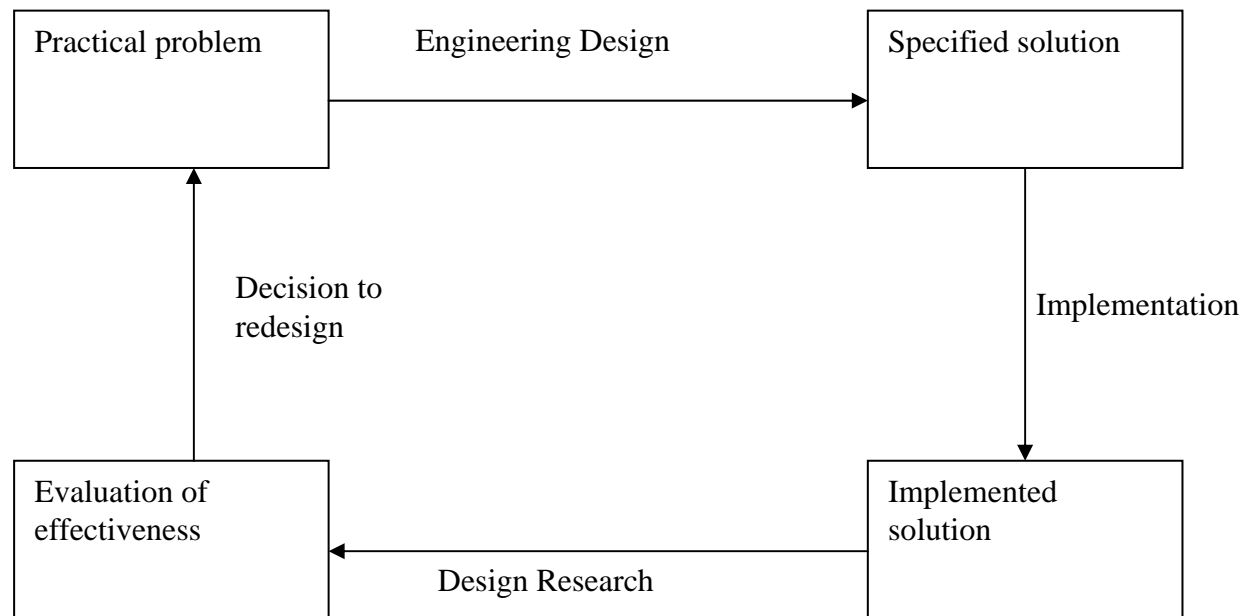 Practical problem
Engineering Design
Specified solution
Decision to
redesign
Implementation
Evaluation of
effectiveness
Implemented
solution
Design Research